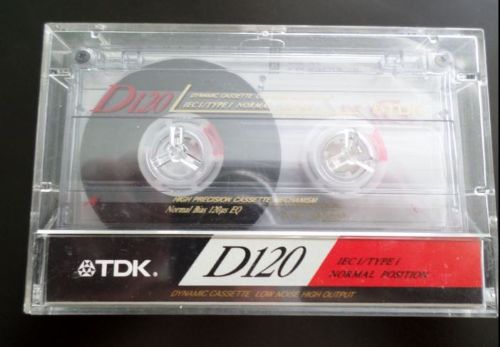 D120
DYNAMIC CASSETTE
IEC I/TYPE I NORMAL
TDK
HIGH PRECISION CASSETTE MECHANISM
Normal Bias 120μs EQ
A
TDK.
D120
IEC I/TYPE I
NORMAL POSITION
DYNAMIC CASSETTE LOW NOISE HIGH OUTPUT